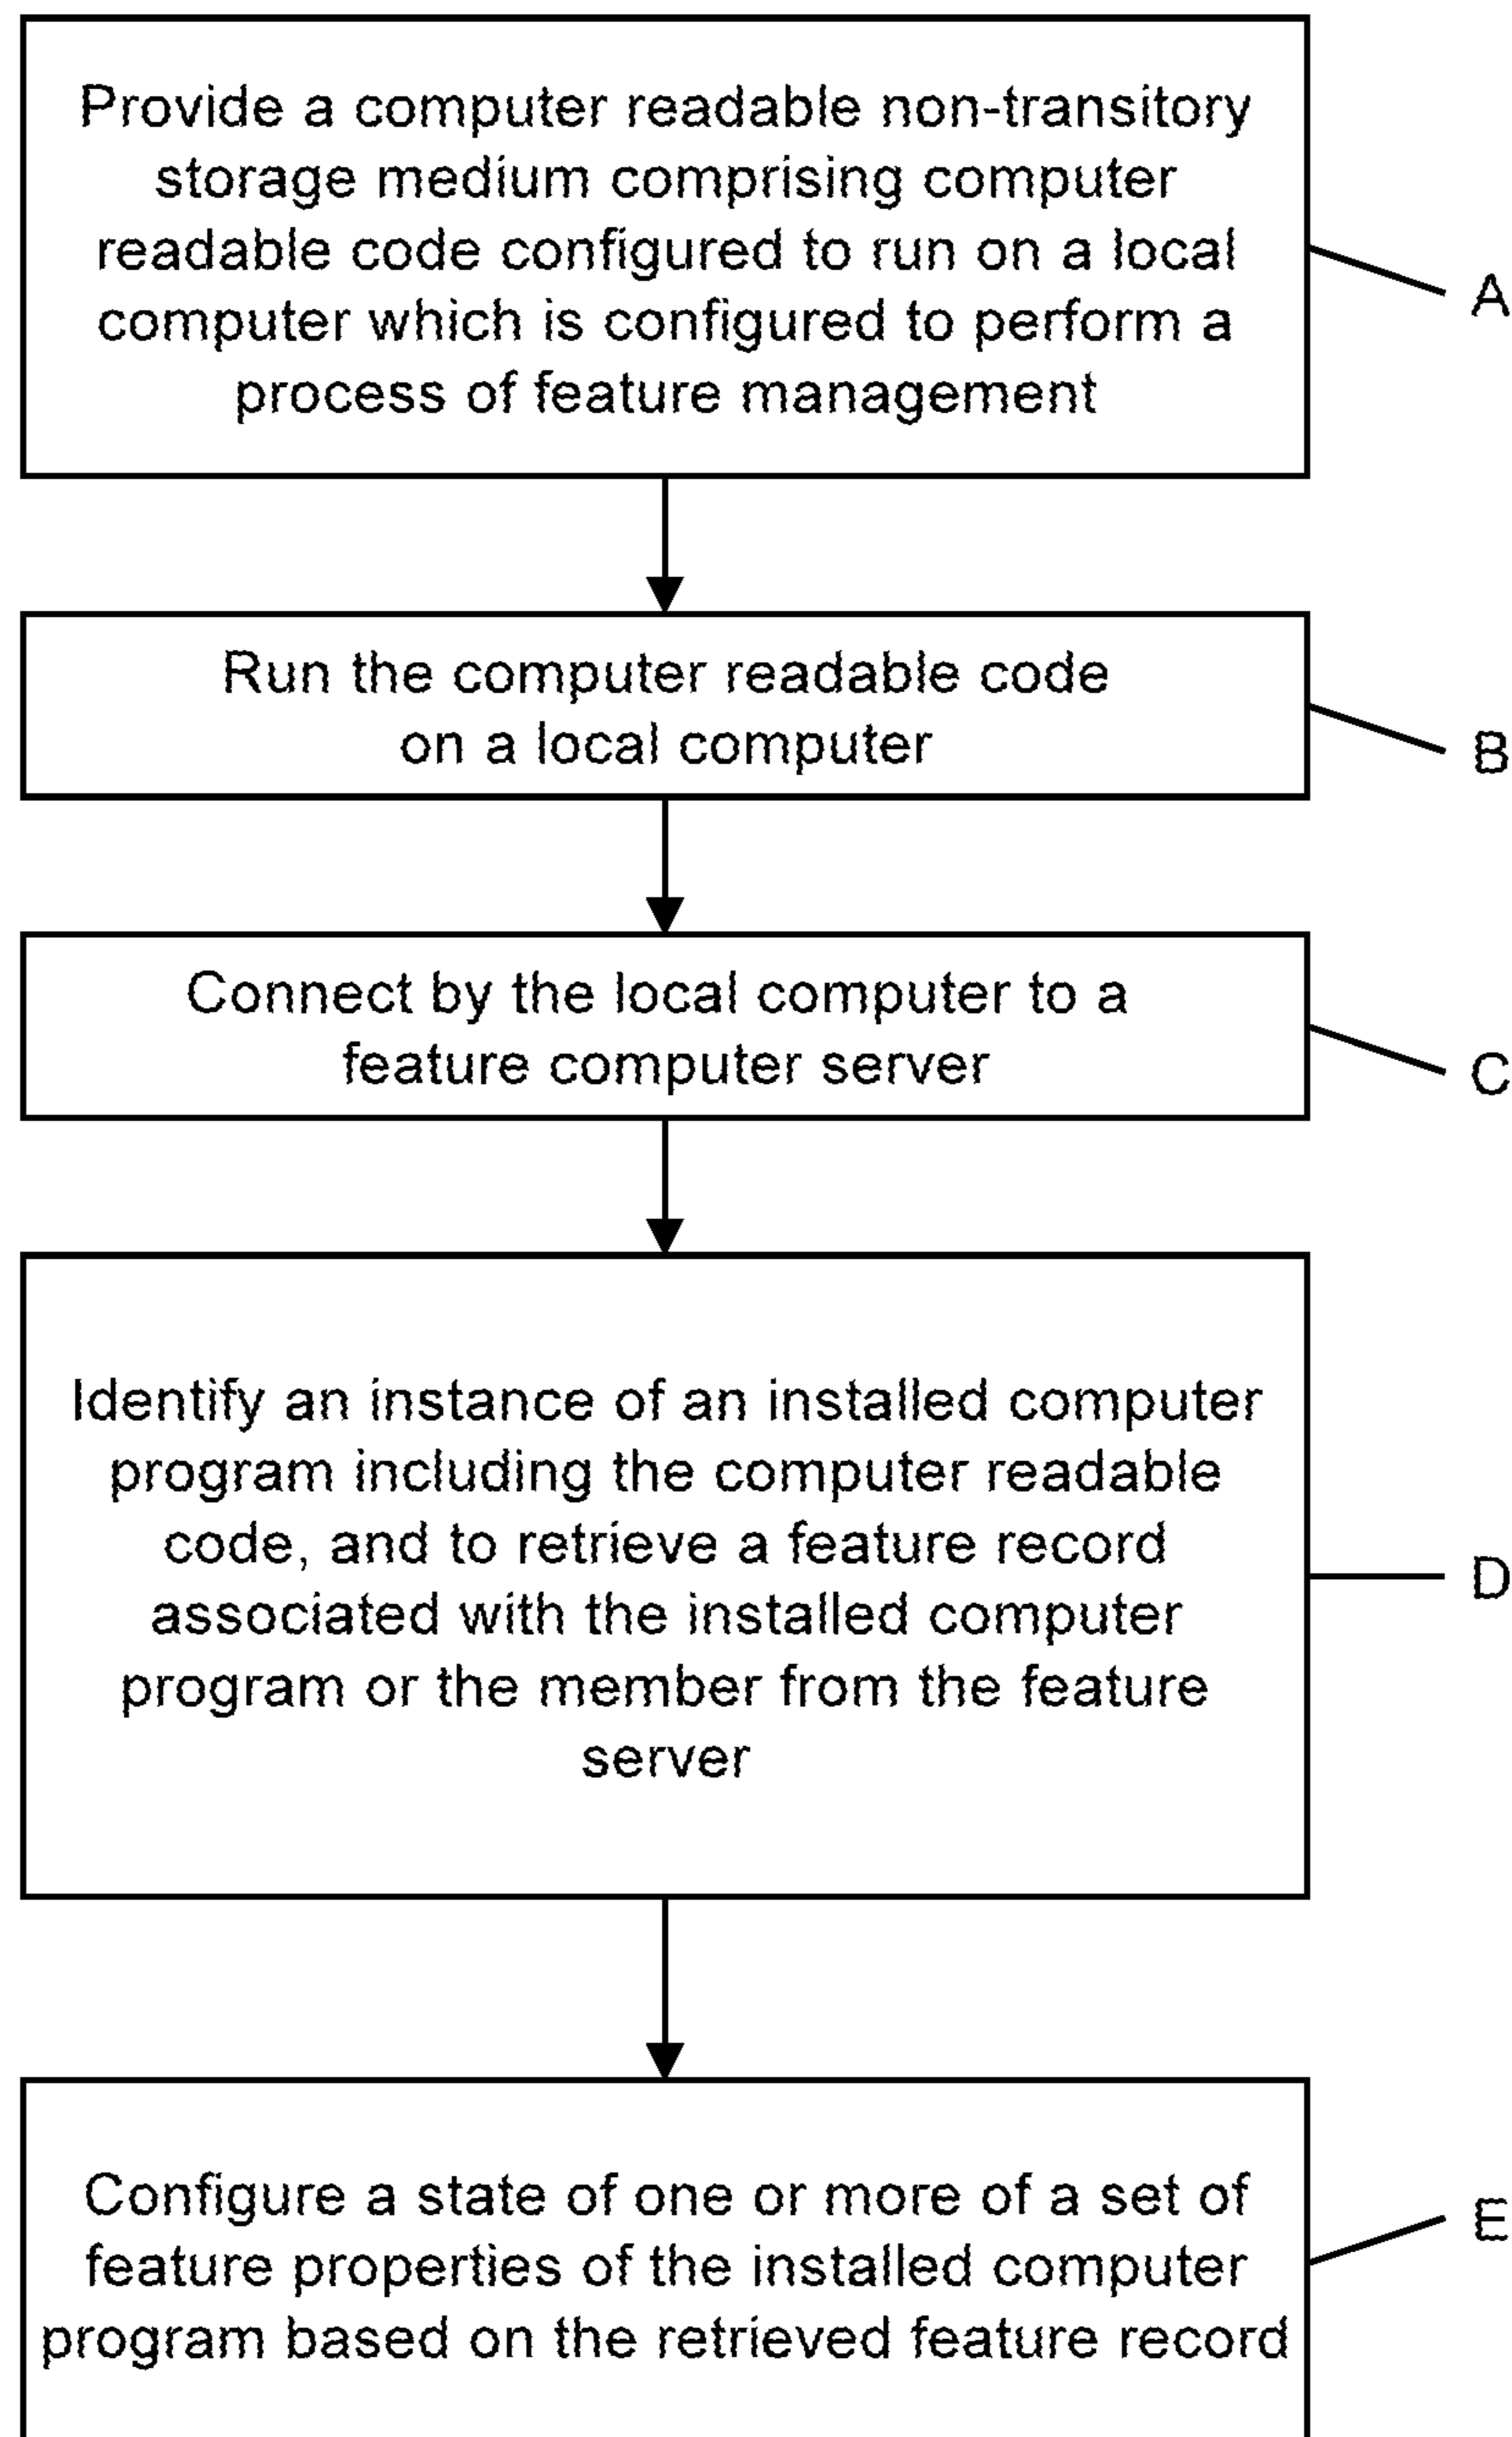 Provide a computer readable non-transitory
storage medium comprising computer
readable code configured to run on a local
computer which is configured to perform a
process of feature management
A
Run the computer readable code
on a local computer
B
Connect by the local computer to a
feature computer server
C
Identify an instance of an installed computer
program including the computer readable
code, and to retrieve a feature record
associated with the installed computer
program or the member from the feature
server
D
Configure a state of one or more of a set of
feature properties of the installed computer
program based on the retrieved feature record
E